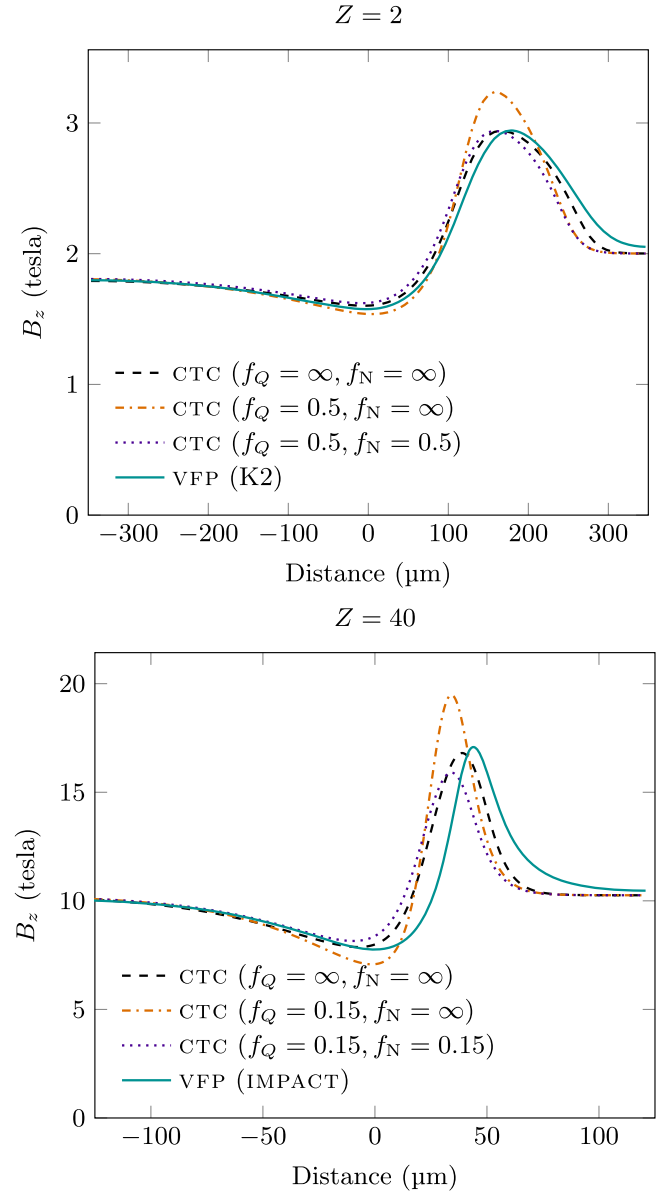 Z = 2
3
2
1
0
B_z (tesla)
CTC (f_Q = ∞, f_N = ∞)
CTC (f_Q = 0.5, f_N = ∞)
CTC (f_Q = 0.5, f_N = 0.5)
VFP (K2)
−300 −200 −100 0 100 200 300
Distance (µm)
Z = 40
20
15
10
5
0
B_z (tesla)
CTC (f_Q = ∞, f_N = ∞)
CTC (f_Q = 0.15, f_N = ∞)
CTC (f_Q = 0.15, f_N = 0.15)
VFP (IMPACT)
−100 −50 0 50 100
Distance (µm)